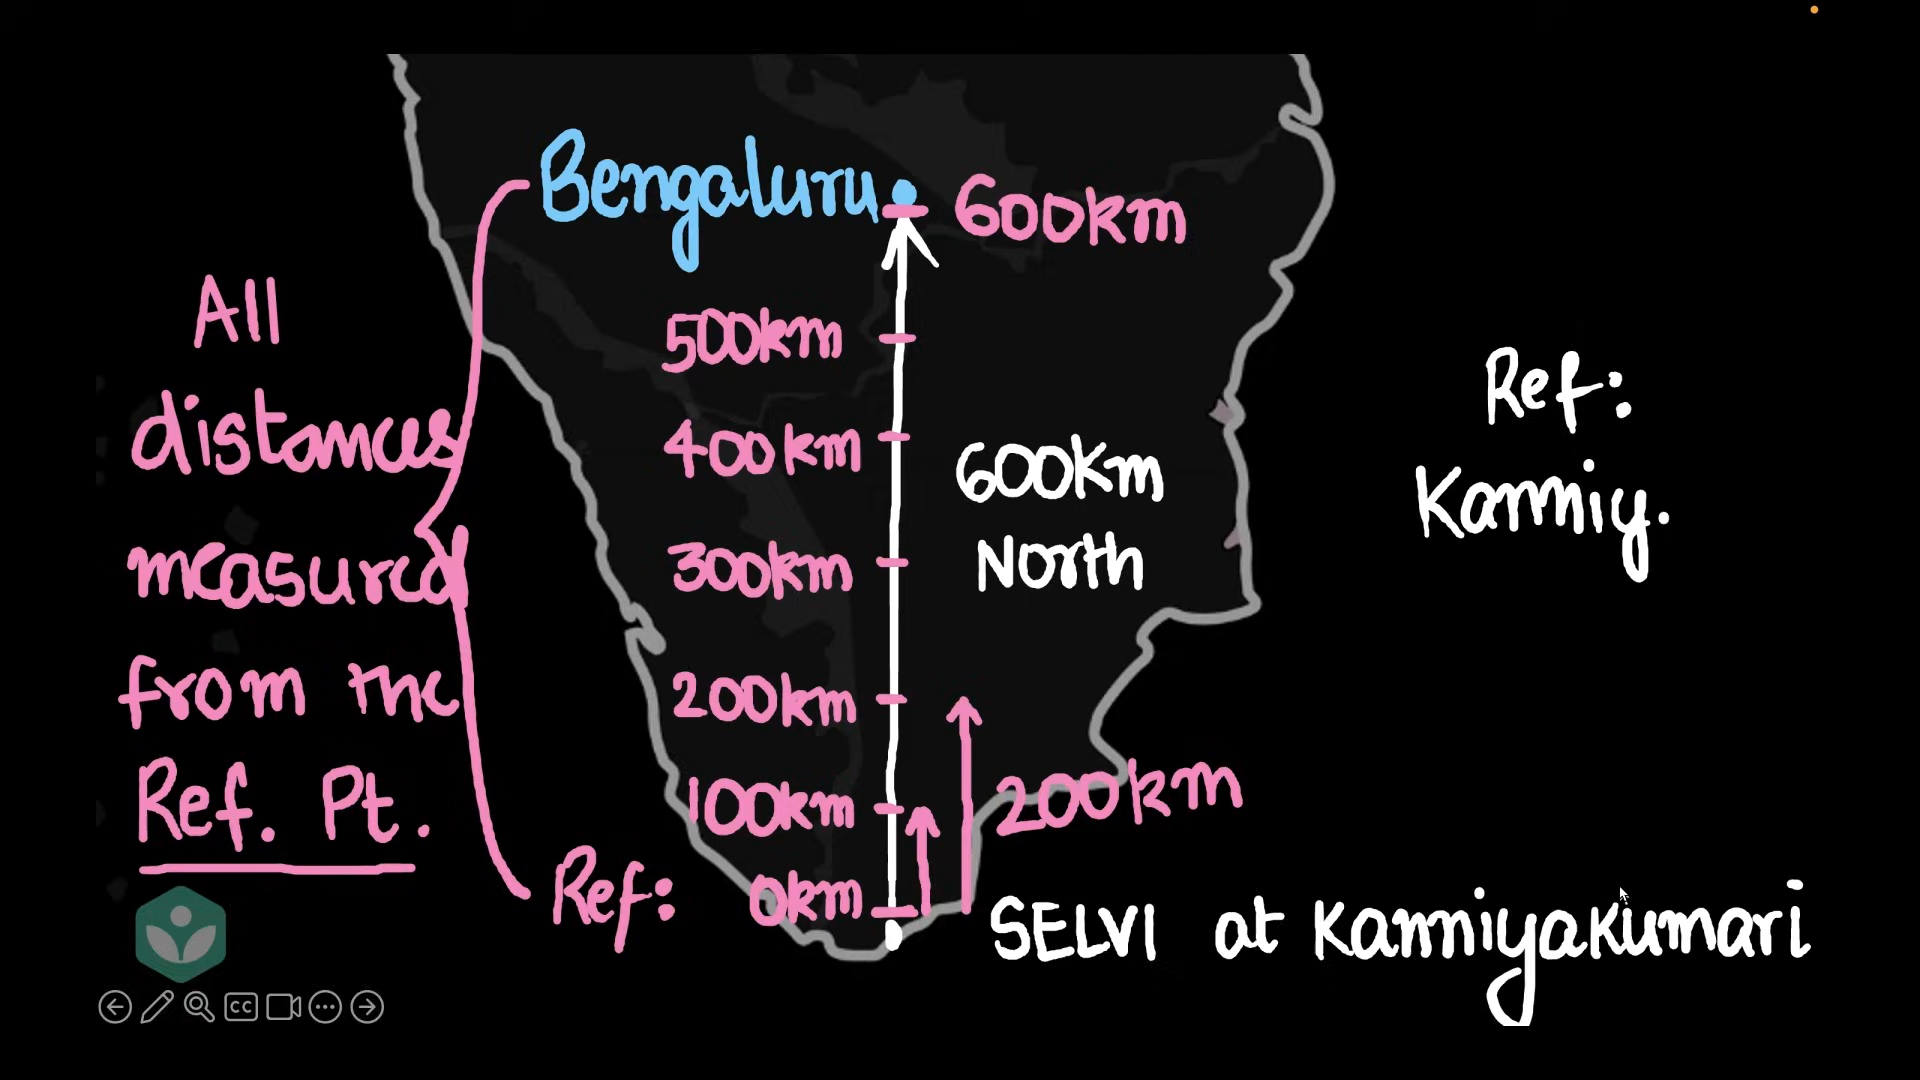 Bengaluru
600km
All
distances
measured
from the
Ref. Pt.
500km
400km
300km
200km
100km
Ref: 0km
600Km
North
200km
Ref:
Kanniy.
SELVI at Kanniyakumari
CC